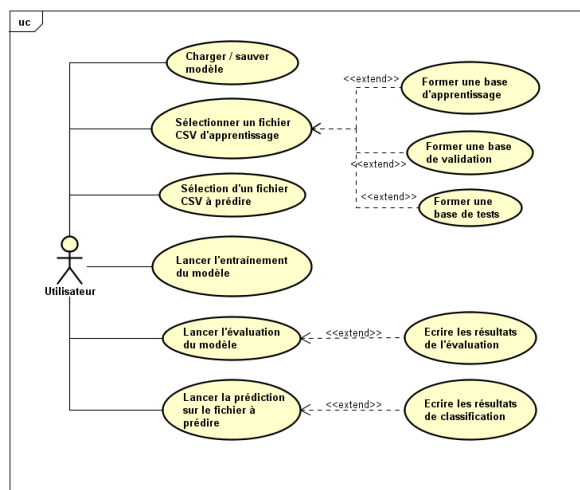 uc
Charger / sauver
modèle
<<extend>>
Former une base
d'apprentissage
Sélectionner un fichier
CSV d'apprentissage
Former une base
de validation
<<extend>>
Sélection d'un fichier
CSV à prédire
<<extend>>
Former une
base de tests
Utilisateur
Lancer l'entraînement
du modèle
Lancer l'évaluation
du modèle
<<extend>>
Ecrire les résultats
de l'évaluation
Lancer la prédiction
sur le fichier à
prédire
<<extend>>
Ecrire les résultats
de classification